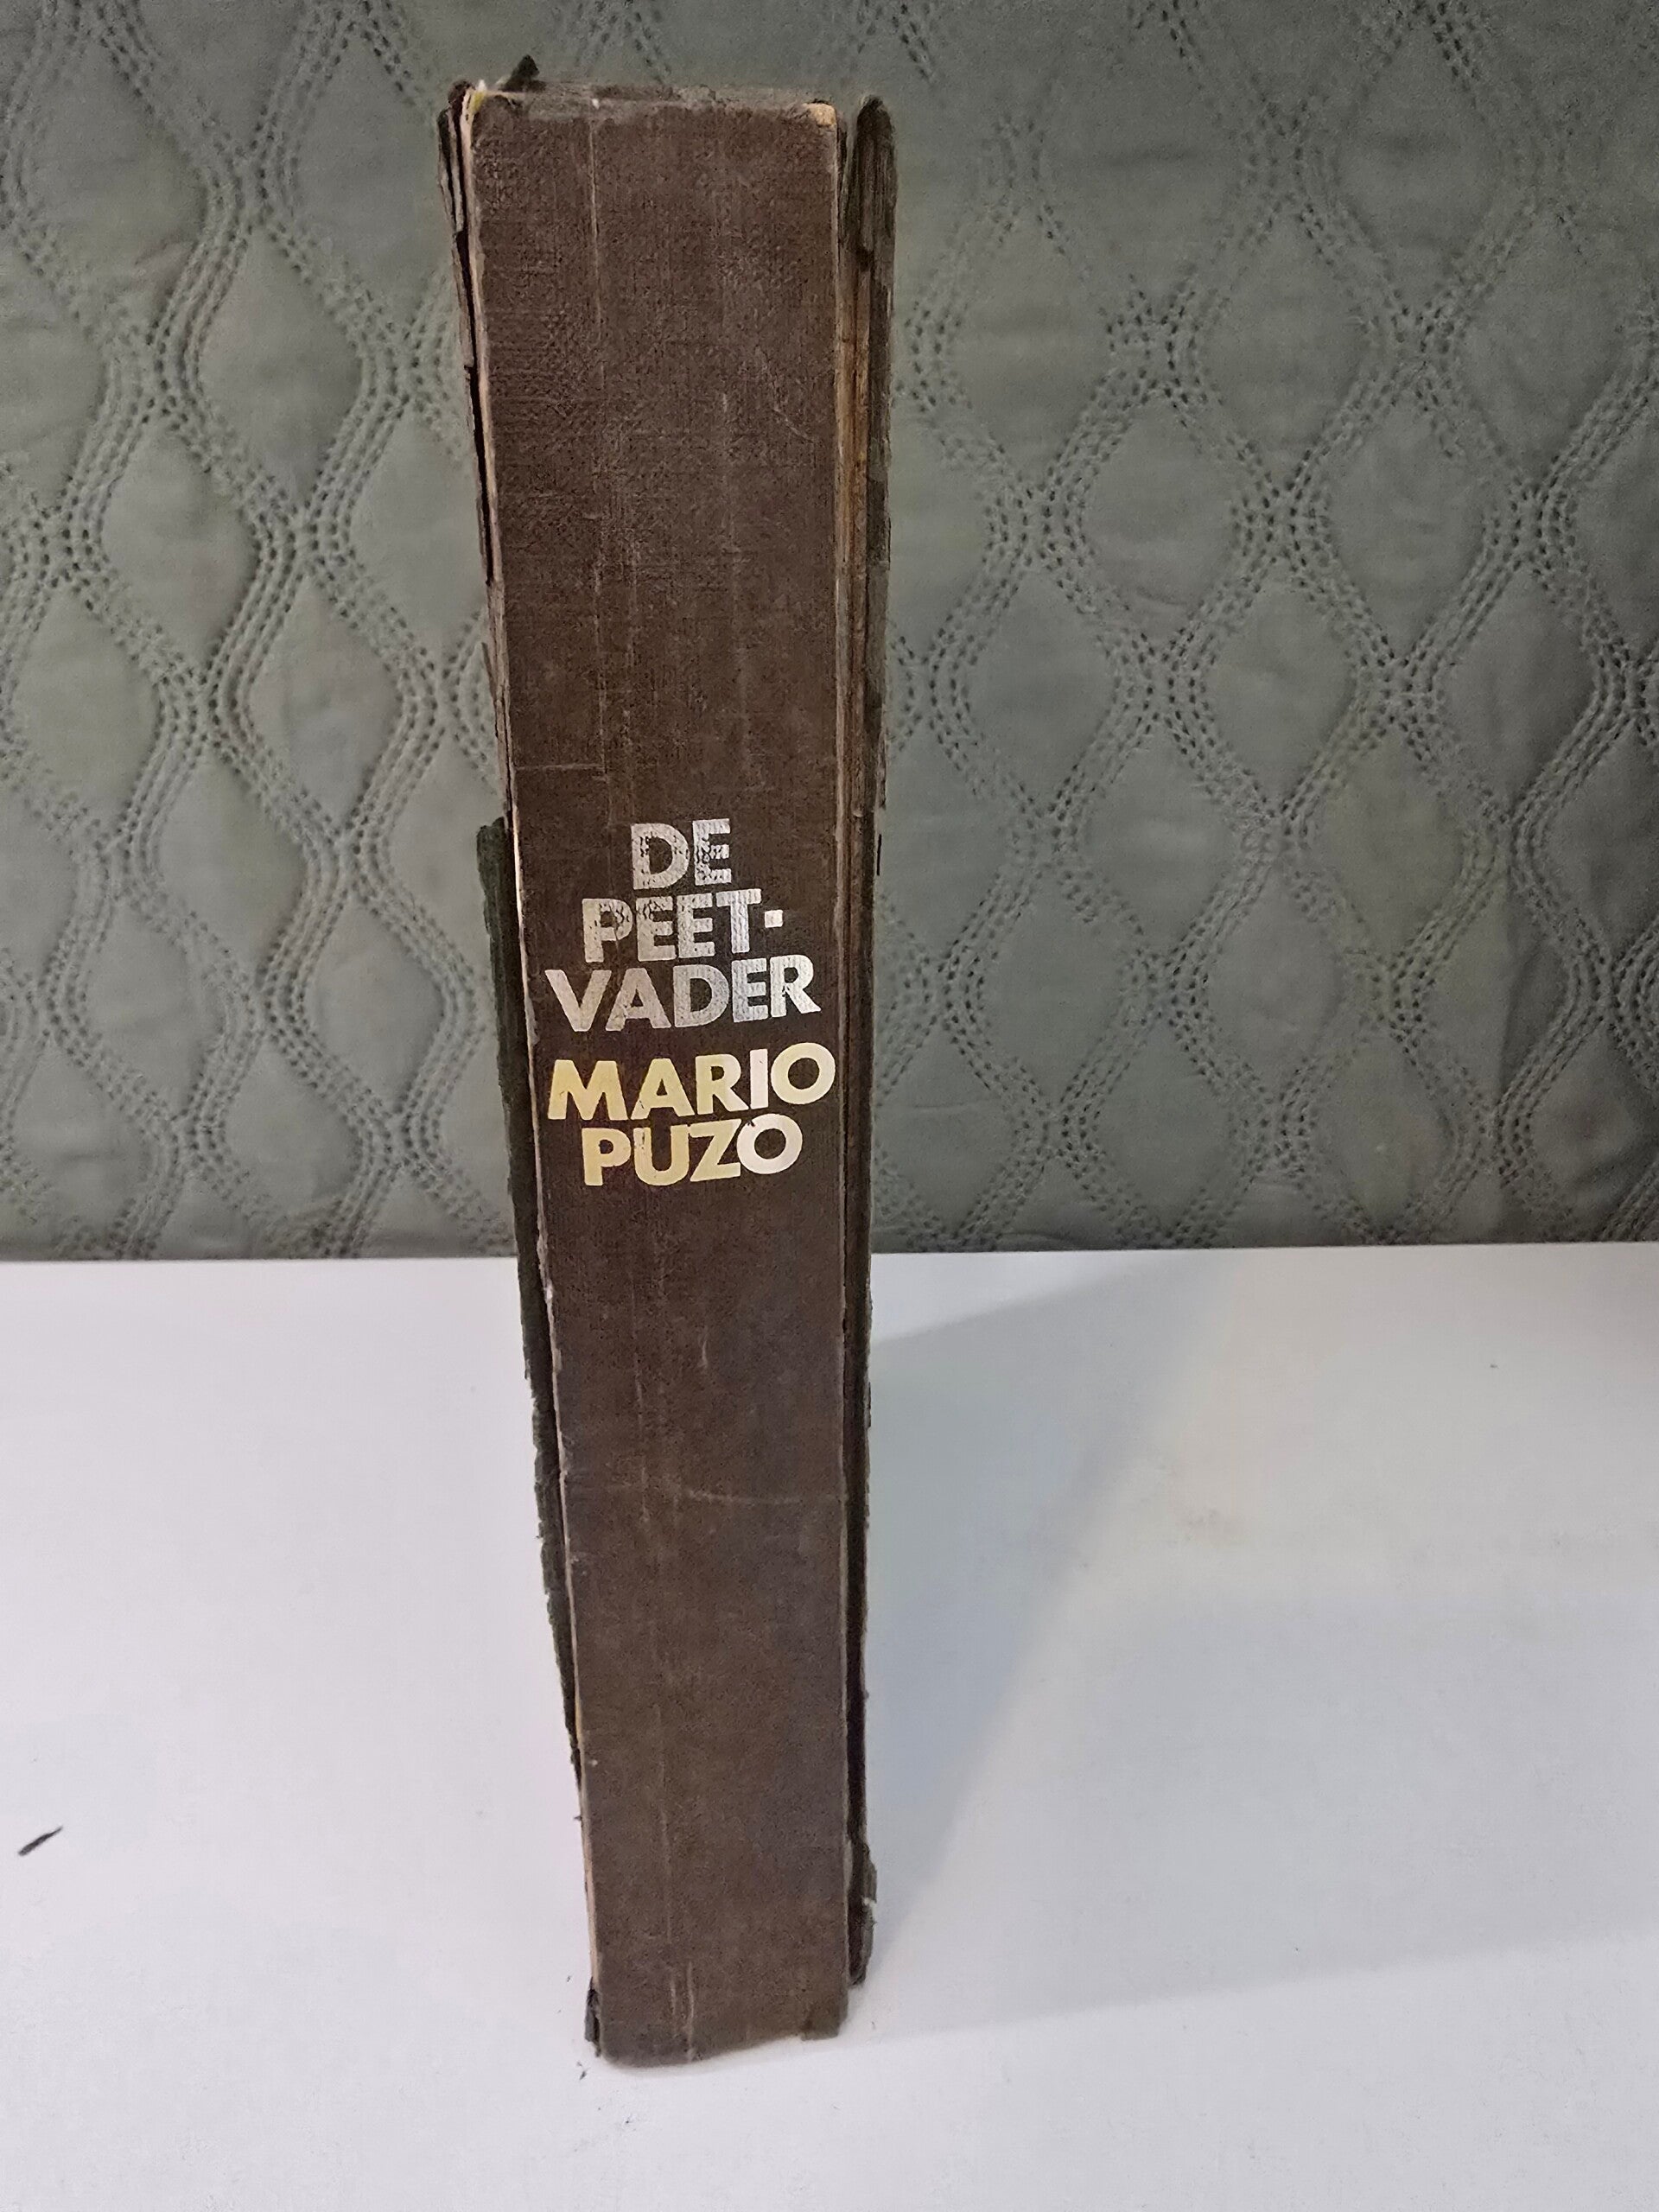 DE
PEET-
VADER
MARIO
PUZO